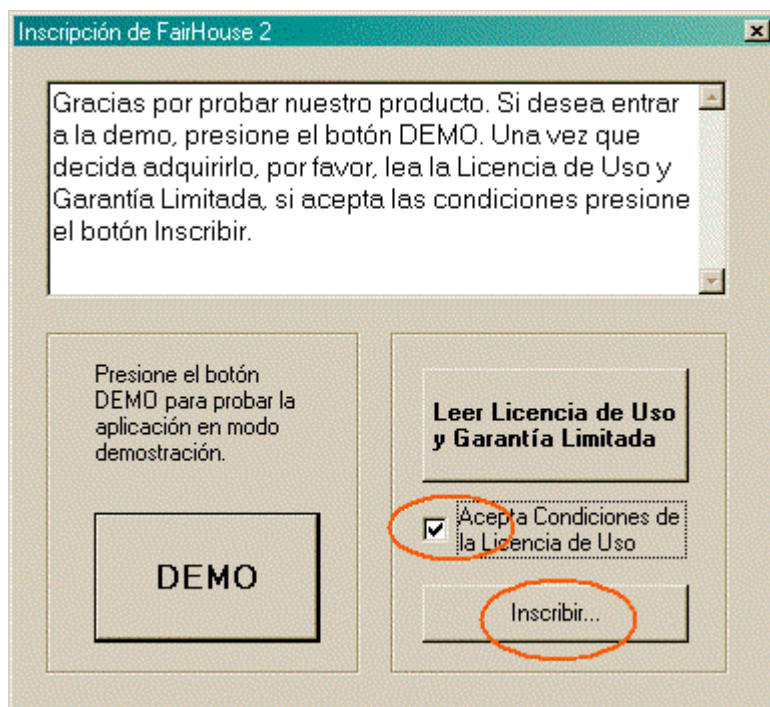 Inscripción de FairHouse 2
Gracias por probar nuestro producto. Si desea entrar
a la demo, presione el botón DEMO. Una vez que
decida adquirirlo, por favor, lea la Licencia de Uso y
Garantía Limitada, si acepta las condiciones presione
el botón Inscribir.
Presione el botón
DEMO para probar la
aplicación en modo
demostración.
DEMO
Leer Licencia de Uso
y Garantía Limitada
Acepta Condiciones de
la Licencia de Uso
Inscribir...